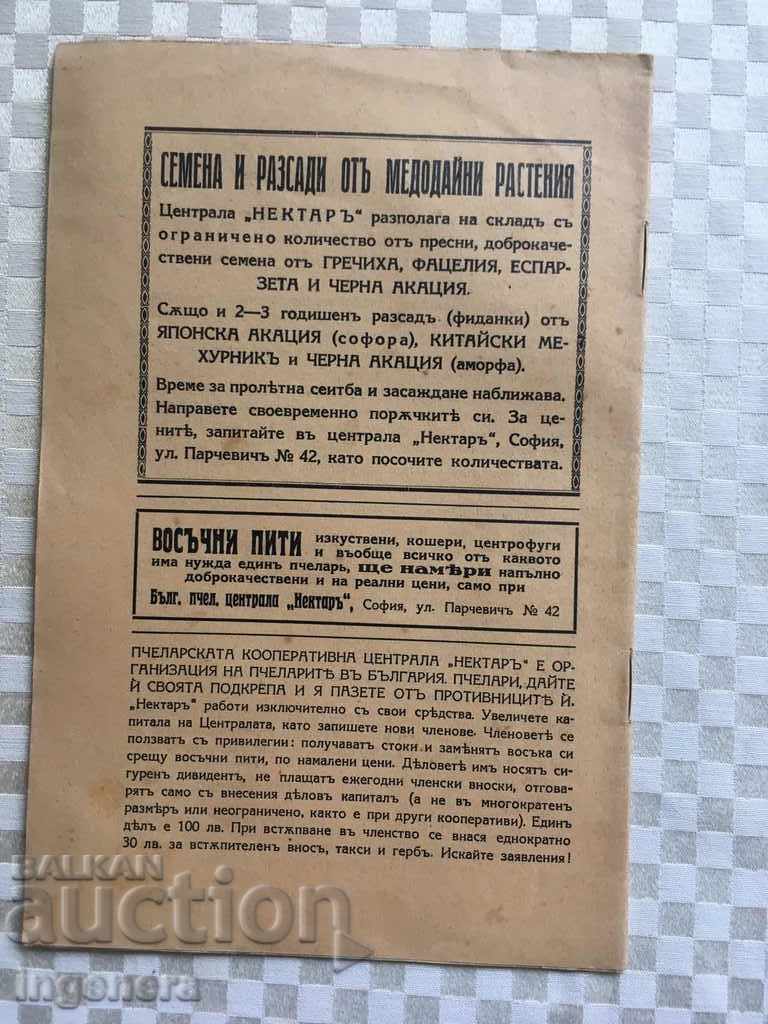 СЕМЕНА И РАЗСАДИ ОТЪ МЕДОДАЙНИ РАСТЕНИЯ
Централа „НЕКТАРЪ“ разполага на складъ съ
ограничено количество отъ пресни, доброкаче-
ствени семена отъ ГРЕЧИХА, ФАЦЕЛИЯ, ЕСПАР-
ЗЕТА И ЧЕРНА АКАЦИЯ.
Сѫщо и 2—3 годишенъ разсадъ (фиданки) отъ
ЯПОНСКА АКАЦИЯ (софора), КИТАЙСКИ МЕ-
ХУРНИКЪ и ЧЕРНА АКАЦИЯ (аморфа).
Време за пролѣтна сеитба и засаждане наближава.
Направете своевременно порѫчкитѣ си. За це-
нитѣ, запитайте въ централа „Нектаръ“, София,
ул. Парчевичъ № 42, като посочите количествата.
ВОСЪЧНИ ПИТИ изкуствени, кошери, центрофуги
и въобще всичко отъ каквото
има нужда единъ пчеларь, ще намѣри напълно
доброкачествени и на реални цени, само при
Бълг. пчел. централа „Нектаръ“, София, ул. Парчевичъ № 42
ПЧЕЛАРСКАТА КООПЕРАТИВНА ЦЕНТРАЛА „НЕКТАРЪ“ Е ОР-
ГАНИЗАЦИЯ НА ПЧЕЛАРИТѢ ВЪ БЪЛГАРИЯ. ПЧЕЛАРИ, ДАЙТЕ
Й СВОЯТА ПОДКРЕПА И Я ПАЗЕТЕ ОТЪ ПРОТИВНИЦИТѢ Й.
„Нектаръ“ работи изключително съ свои срѣдства. Увеличете ка-
питала на Централата, като запишете нови членове. Членоветѣ се
ползватъ съ привилегии: получаватъ стоки и замѣнятъ восъка си
срещу восъчни пити, по намалени цени. Дѣловетѣ имъ носятъ си-
гуренъ дивидентъ, не плащатъ ежегодни членски вноски, отгова-
рятъ само съ внесения дѣловъ капиталъ (а не въ многократенъ
размѣръ или неограничено, както е при други кооперативи). Единъ
дѣлъ е 100 лв. При встѫпване въ членство се внася еднократно
30 лв. за встѫпителенъ вносъ, такси и гербъ. Искайте заявления!
BALKAN
auction
ingenera